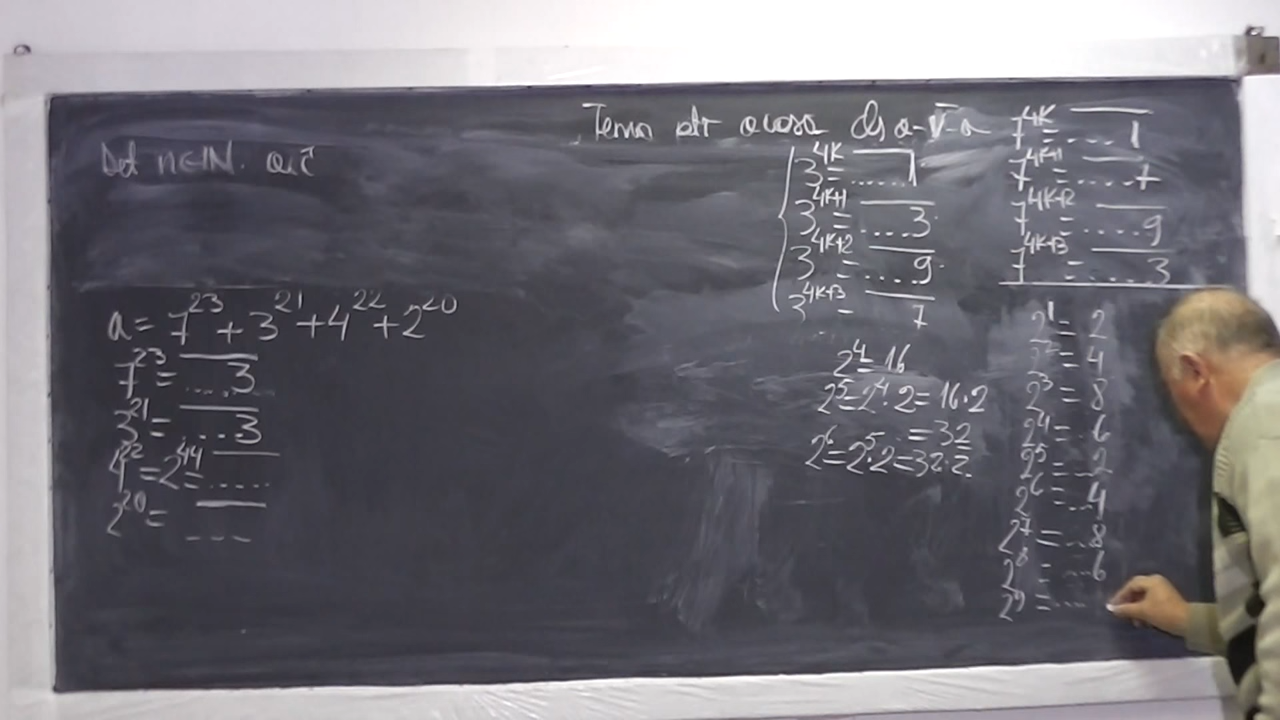 Tema ptr acasa cls a-V-a
Det n∈IN. aî
a = 7^23 + 3^21 + 4^22 + 2^20
7^23 = ....3
3^21 = ....3
4^22 = 2^44 = .....
2^20 = ...
3^4K = .....1
3^4K+1 = ....3
3^4K+2 = ....9
3^4K+3 = 7
2^4 = 16
2^5 = 2^4·2 = 16·2
= 32
2^6 = 2^5·2 = 32·2
7^4K = ....1
7^4K+1 = .....7
7^4K+2 = ....9
7^4K+3 = .....3
2^1 = 2
2^2 = 4
2^3 = 8
2^4 = ..6
2^5 = ...2
2^6 = ...4
2^7 = ...8
2^8 = ...6
2^9 = ....